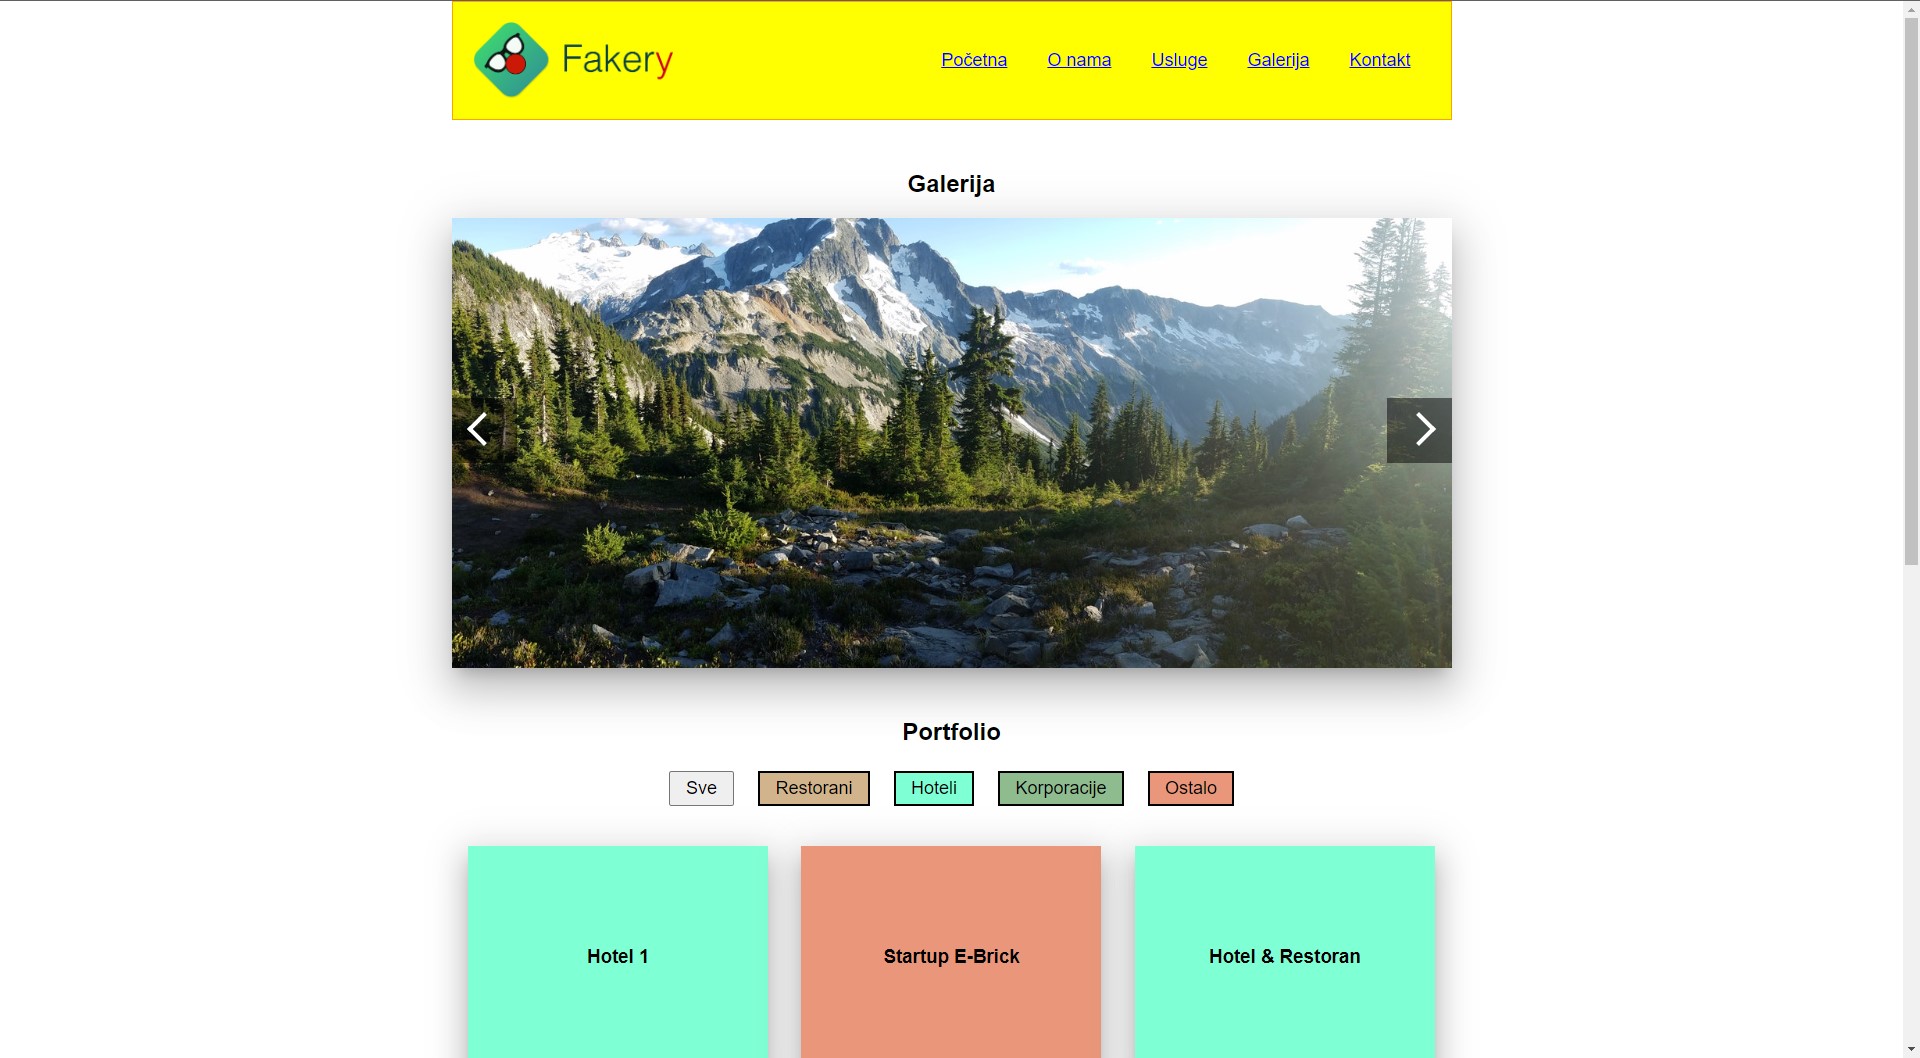 Fakery
Početna O nama Usluge Galerija Kontakt
Galerija
Portfolio
Sve Restorani Hoteli Korporacije Ostalo
Hotel 1
Startup E-Brick
Hotel & Restoran